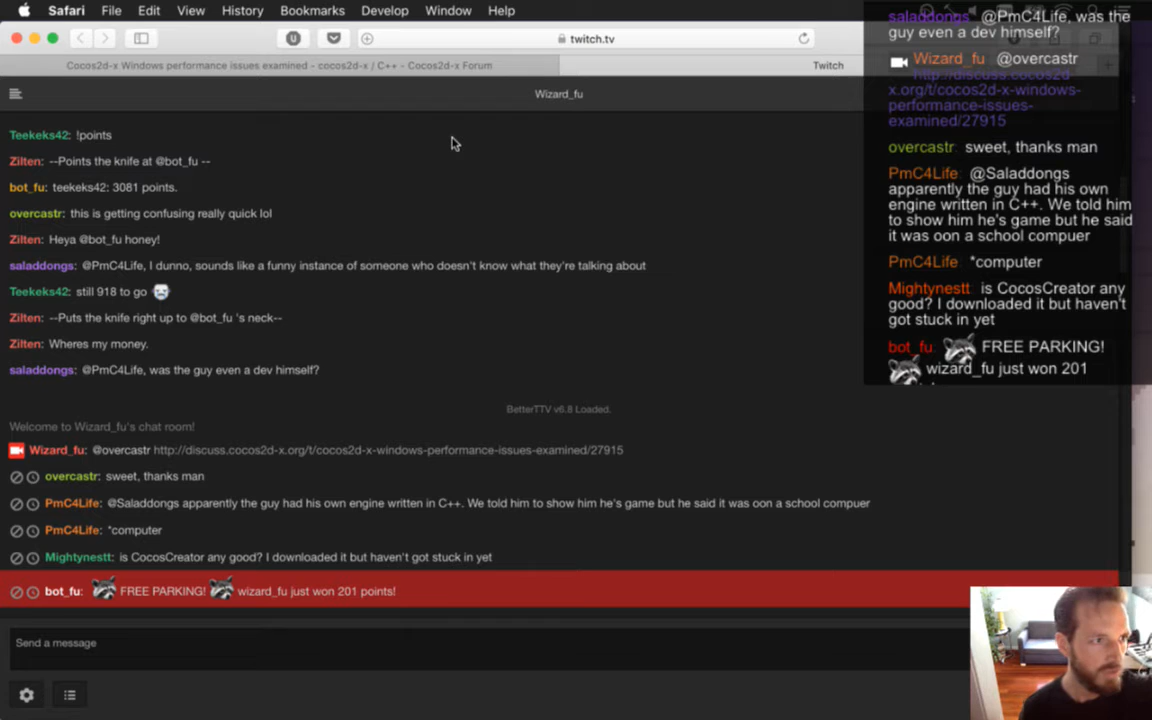 Safari File Edit View History Bookmarks Develop Window Help
twitch.tv
Cocos2d-x Windows performance issues examined - cocos2d-x / C++ - Cocos2d-x Forum
Twitch
Wizard_fu
Teekeks42: !points
Zilten: --Points the knife at @bot_fu --
bot_fu: teekeks42: 3081 points.
overcastr: this is getting confusing really quick lol
Zilten: Heya @bot_fu honey!
saladdongs: @PmC4Life, I dunno, sounds like a funny instance of someone who doesn't know what they're talking about
Teekeks42: still 918 to go
Zilten: --Puts the knife right up to @bot_fu 's neck--
Zilten: Wheres my money.
saladdongs: @PmC4Life, was the guy even a dev himself?
BetterTTV v6.8 Loaded.
Welcome to Wizard_fu's chat room!
Wizard_fu: @overcastr http://discuss.cocos2d-x.org/t/cocos2d-x-windows-performance-issues-examined/27915
overcastr: sweet, thanks man
PmC4Life: @Saladdongs apparently the guy had his own engine written in C++. We told him to show him he's game but he said it was oon a school compuer
PmC4Life: *computer
Mightynestt: is CocosCreator any good? I downloaded it but haven't got stuck in yet
bot_fu: FREE PARKING! wizard_fu just won 201 points!
Send a message
saladdongs @PmC4Life, was the
guy even a dev himself?
Wizard_fu @overcastr
http://discuss.cocos2d-
x.org/t/cocos2d-x-windows-
performance-issues-
examined/27915
overcastr sweet, thanks man
PmC4Life @Saladdongs
apparently the guy had his own
engine written in C++. We told him
to show him he's game but he said
it was oon a school compuer
PmC4Life *computer
Mightynestt is CocosCreator any
good? I downloaded it but haven't
got stuck in yet
bot_fu: FREE PARKING!
wizard_fu just won 201